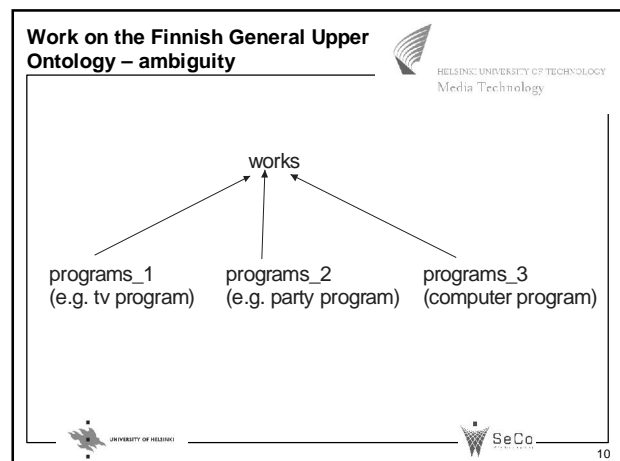 Work on the Finnish General Upper
Ontology – ambiguity
HELSINKI UNIVERSITY OF TECHNOLOGY
Media Technology
works
programs_1
(e.g. tv program)
programs_2
(e.g. party program)
programs_3
(computer program)
UNIVERSITY OF HELSINKI
SeCo
10